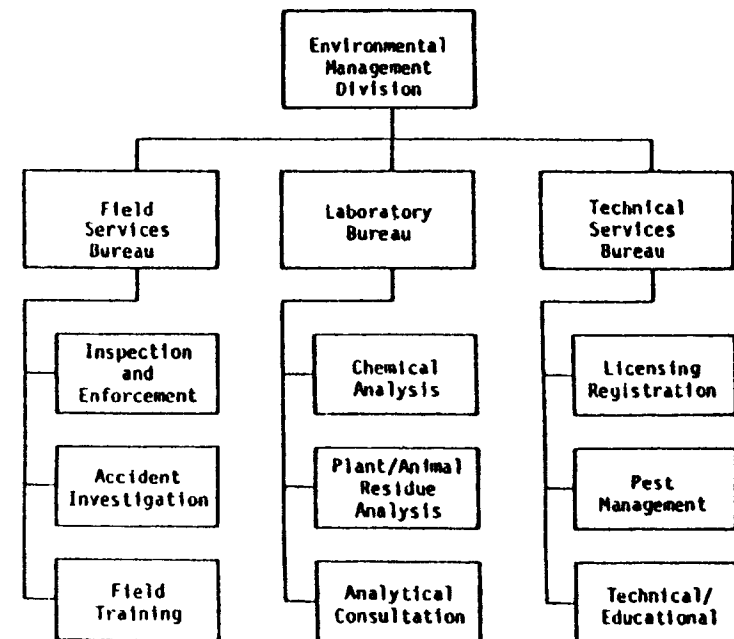 Environmental
Management
Division
Field
Services
Bureau
Laboratory
Bureau
Technical
Services
Bureau
Inspection
and
Enforcement
Accident
Investigation
Field
Training
Chemical
Analysis
Plant/Animal
Residue
Analysis
Analytical
Consultation
Licensing
Registration
Pest
Management
Technical/
Educational